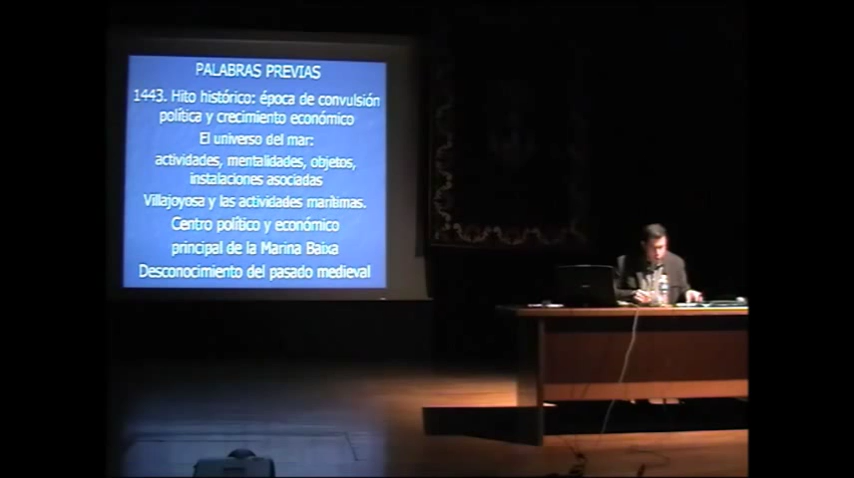 PALABRAS PREVIAS
1443. Hito histórico: época de convulsión
política y crecimiento económico
El universo del mar:
actividades, mentalidades, objetos,
instalaciones asociadas
Villajoyosa y las actividades marítimas.
Centro político y económico
principal de la Marina Baixa
Desconocimiento del pasado medieval